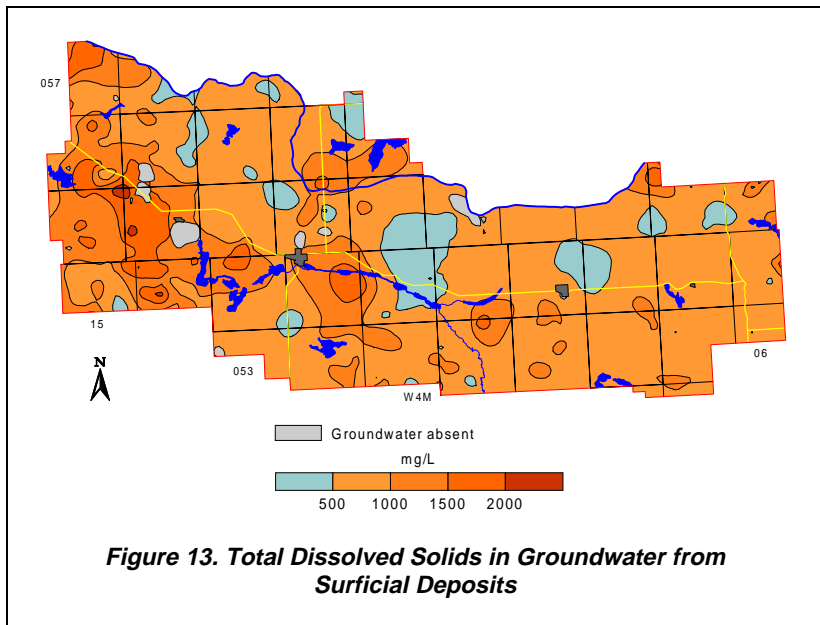 057
15
N
053
W4M
06
Groundwater absent
mg/L
500 1000 1500 2000
Figure 13. Total Dissolved Solids in Groundwater from
Surficial Deposits